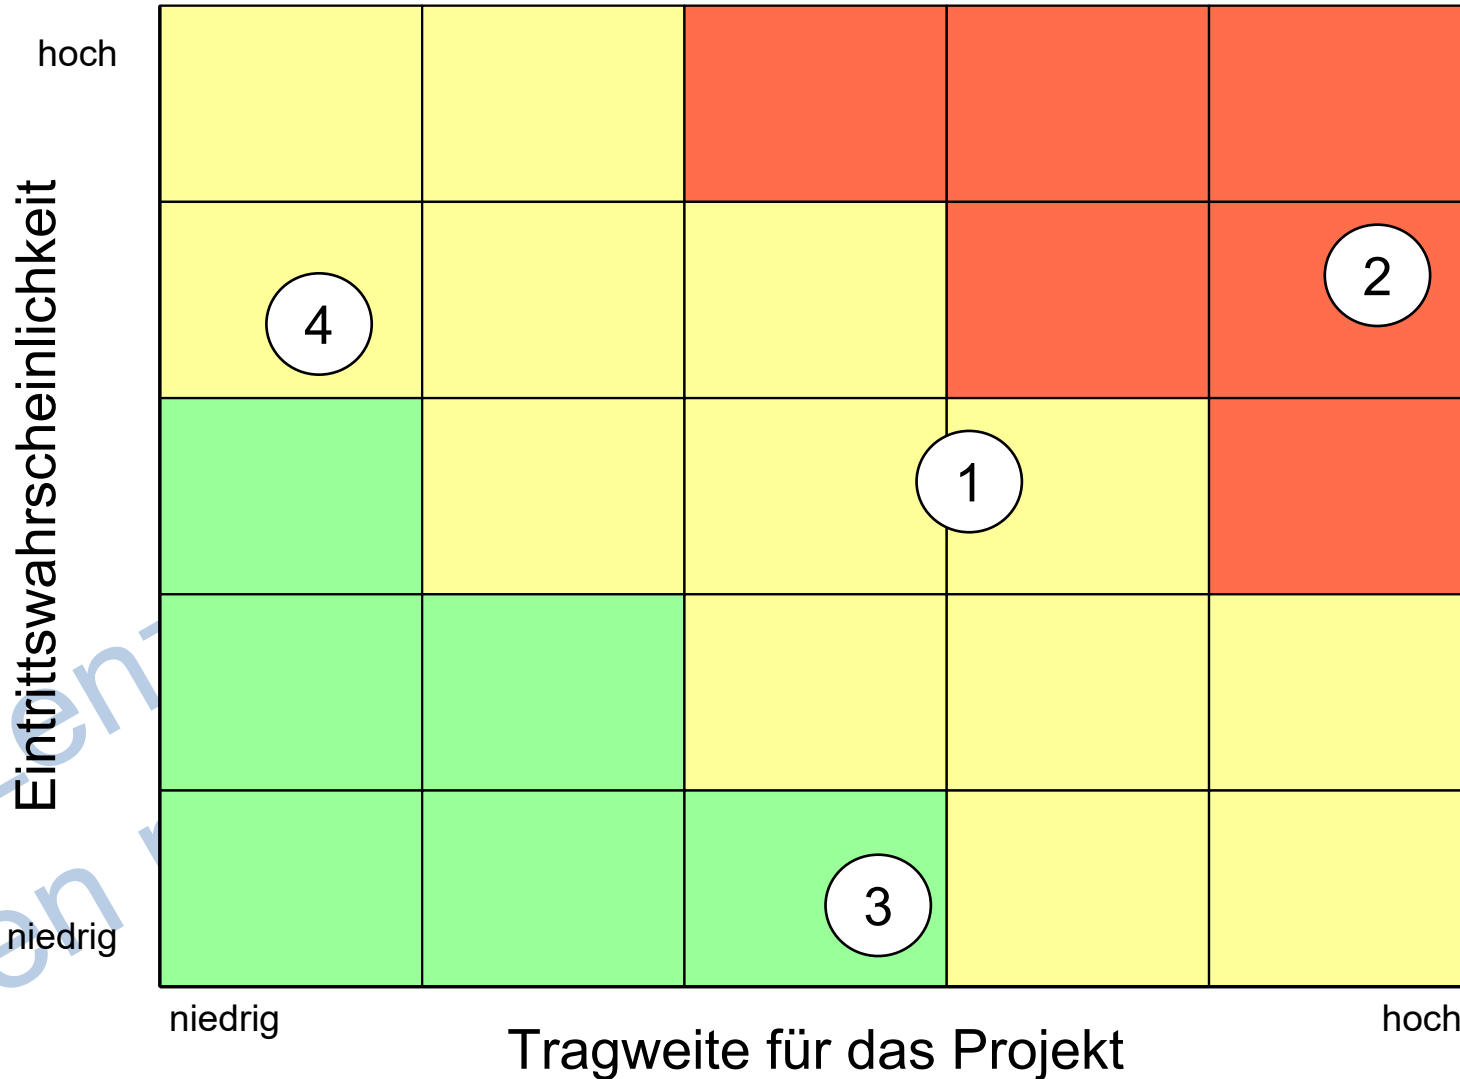 hoch
Eintrittswahrscheinlichkeit
2
4
1
3
niedrig
niedrig
hoch
Tragweite für das Projekt